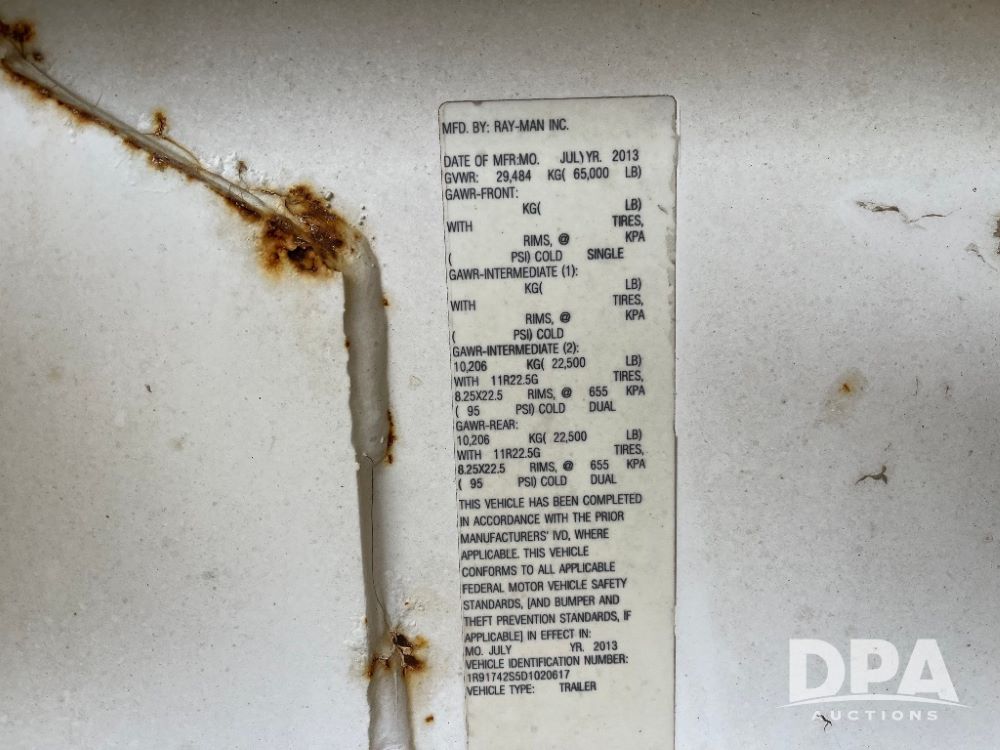 MFD. BY: RAY-MAN INC.
DATE OF MFR:MO. JULY YR. 2013
GVWR: 29,484 KG( 65,000 LB)
GAWR-FRONT:
KG( LB)
WITH TIRES,
RIMS, @ KPA
( PSI) COLD SINGLE
GAWR-INTERMEDIATE (1):
KG( LB)
WITH TIRES,
RIMS, @ KPA
( PSI) COLD
GAWR-INTERMEDIATE (2):
10,206 KG( 22,500 LB)
WITH 11R22.5G TIRES,
8.25X22.5 RIMS, @ 655 KPA
( 95 PSI) COLD DUAL
GAWR-REAR:
10,206 KG( 22,500 LB)
WITH 11R22.5G TIRES,
8.25X22.5 RIMS, @ 655 KPA
( 95 PSI) COLD DUAL
THIS VEHICLE HAS BEEN COMPLETED
IN ACCORDANCE WITH THE PRIOR
MANUFACTURERS' IVD, WHERE
APPLICABLE. THIS VEHICLE
CONFORMS TO ALL APPLICABLE
FEDERAL MOTOR VEHICLE SAFETY
STANDARDS, [AND BUMPER AND
THEFT PREVENTION STANDARDS, IF
APPLICABLE] IN EFFECT IN:
MO. JULY YR. 2013
VEHICLE IDENTIFICATION NUMBER:
1R91742S5D1020617
VEHICLE TYPE: TRAILER
DPA
AUCTIONS